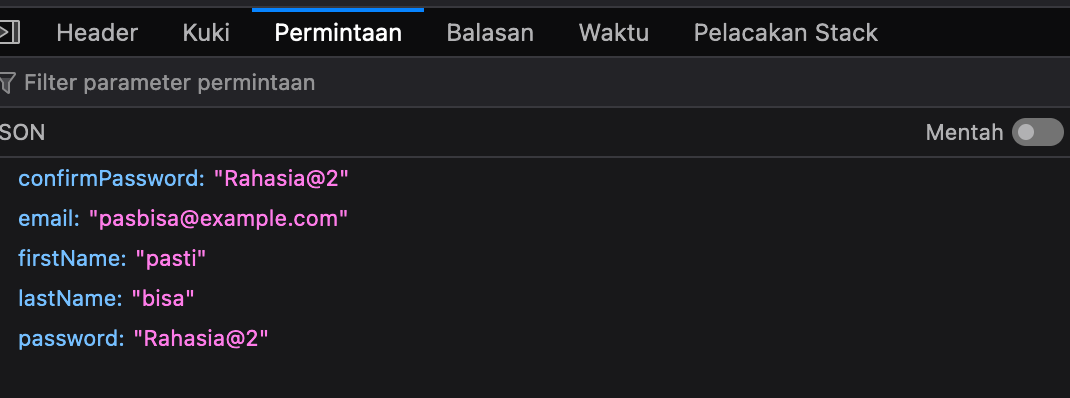 Header Kuki Permintaan Balasan Waktu Pelacakan Stack
Filter parameter permintaan
SON Mentah
confirmPassword: "Rahasia@2"
email: "pasbisa@example.com"
firstName: "pasti"
lastName: "bisa"
password: "Rahasia@2"